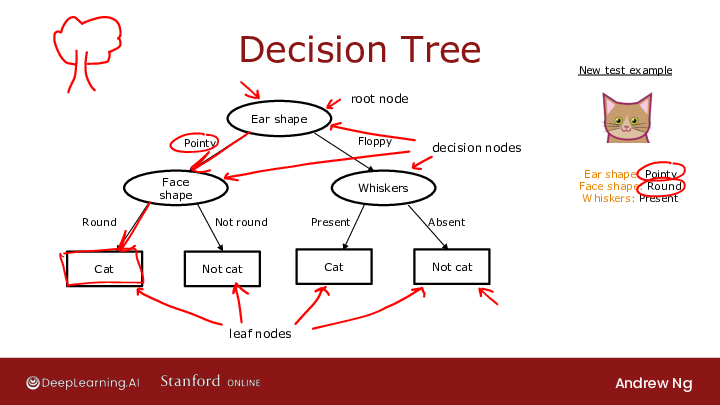 Decision Tree
New test example
root node
Ear shape
Pointy
Floppy
decision nodes
Face
shape
Whiskers
Ear shape: Pointy
Face shape: Round
Whiskers: Present
Round
Not round
Present
Absent
Cat
Not cat
Cat
Not cat
leaf nodes
DeepLearning.AI
Stanford ONLINE
Andrew Ng